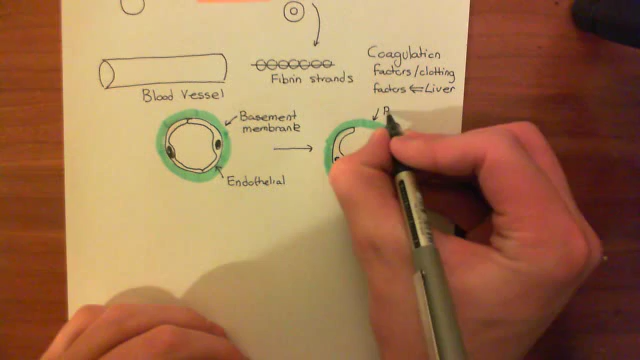 Coagulation
factors/clotting
factors ⇐ Liver
Fibrin strands
Blood Vessel
Basement
membrane
Endothelial